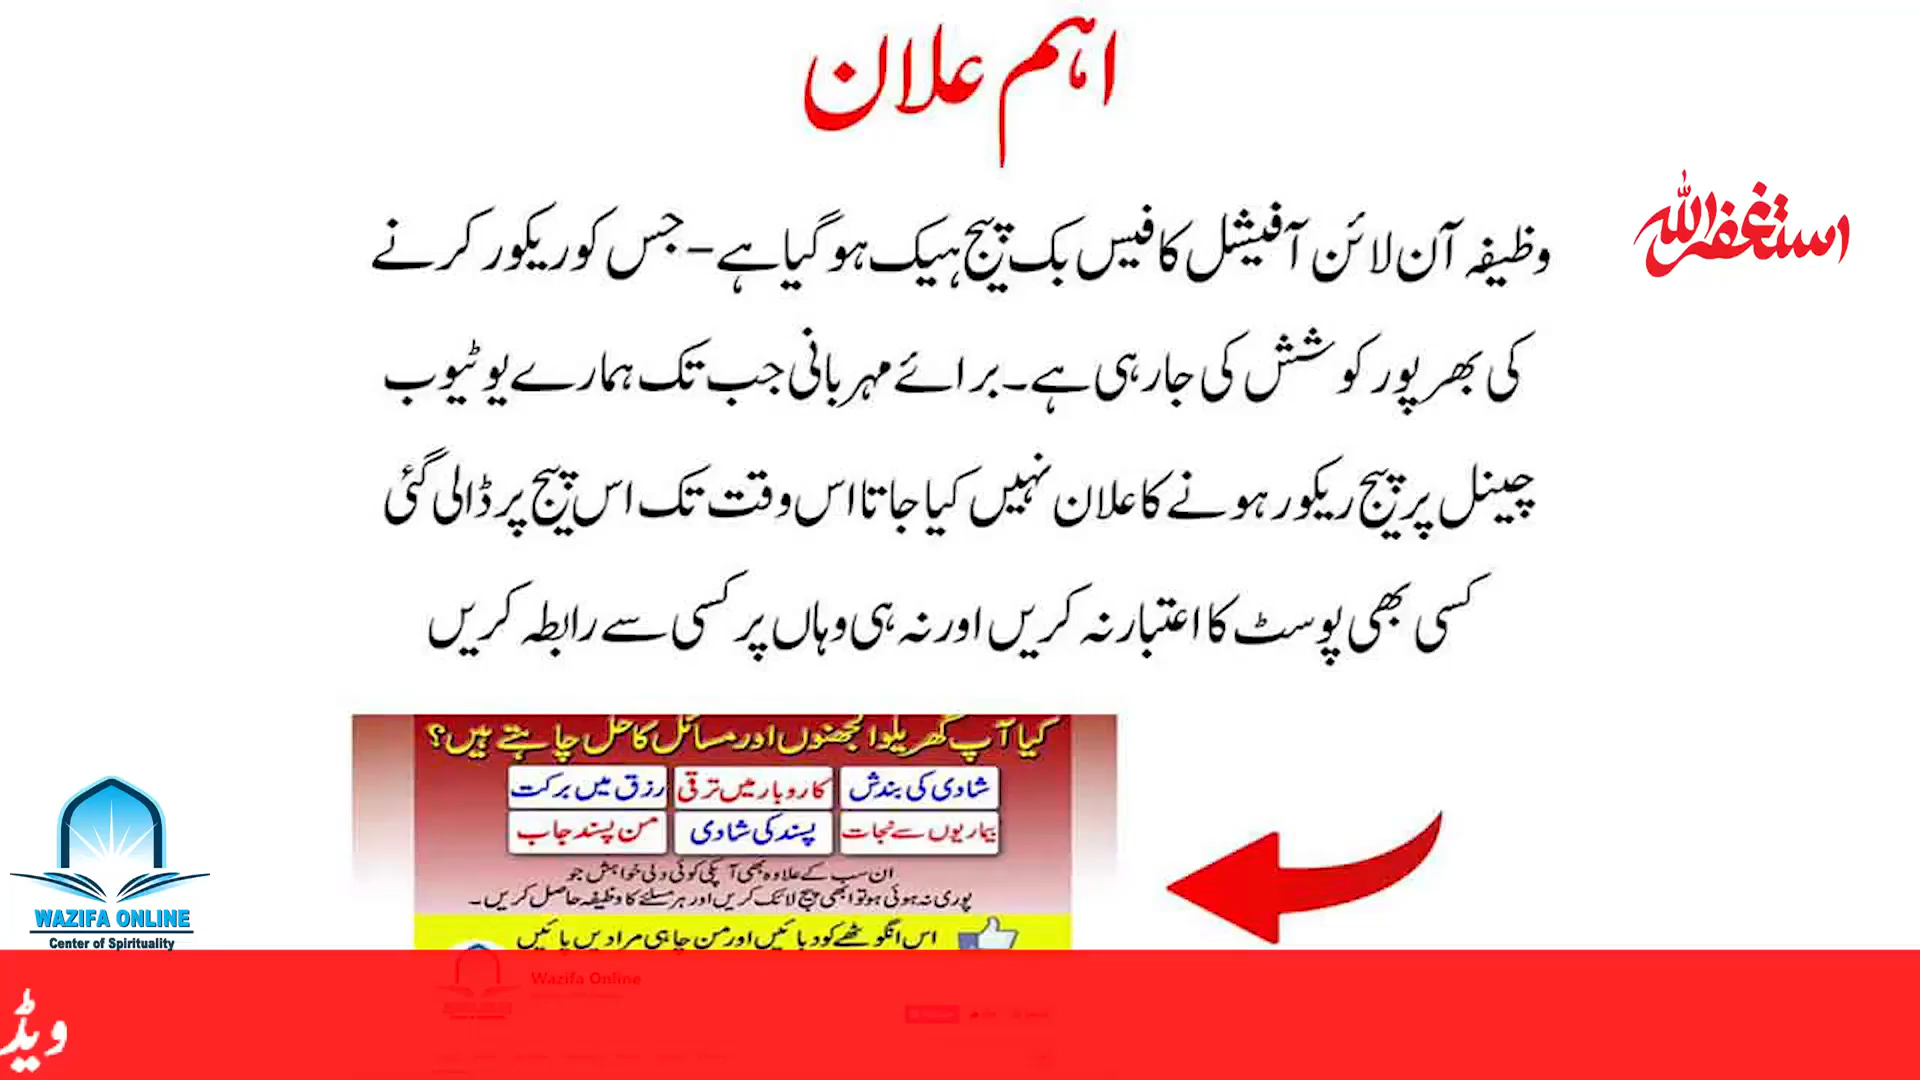 اہم علان
استغفراللہ
وظیفہ آن لائن آفیشل کا فیس بک پیج ہیک ہو گیا ہے - جس کو ریکور کرنے
کی بھر پور کوشش کی جا رہی ہے۔ برائے مہربانی جب تک ہمارے یوٹیوب
چینل پر پیج ریکور ہونے کا علان نہیں کیا جاتا اس وقت تک اس پیج پر ڈالی گئی
کسی بھی پوسٹ کا اعتبار نہ کریں اور نہ ہی وہاں پر کسی سے رابطہ کریں
کیا آپ گھریلو الجھنوں اور مسائل کا حل چاہتے ہیں؟
شادی کی بندش کاروبار میں ترقی رزق میں برکت
بیماریوں سے نجات پسند کی شادی من پسند جاب
ان سب کے علاوہ بھی آپکی کوئی دلی خواہش جو
پوری نہ ہوئی ہو تو ابھی پیج لائک کریں اور ہر مسئلے کا وظیفہ حاصل کریں۔
اس انگوٹھے کو دبائیں اور من چاہی مرادیں پائیں
WAZIFA ONLINE
Center of Spirituality
Wazifa Online
ویڈ